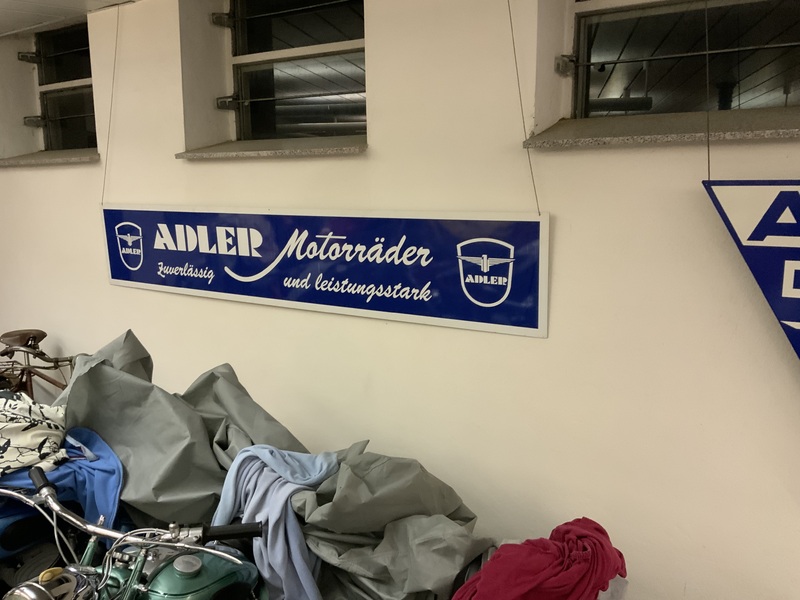 ADLER Motorräder
Zuverlässig und leistungsstark
ADLER
ADLER